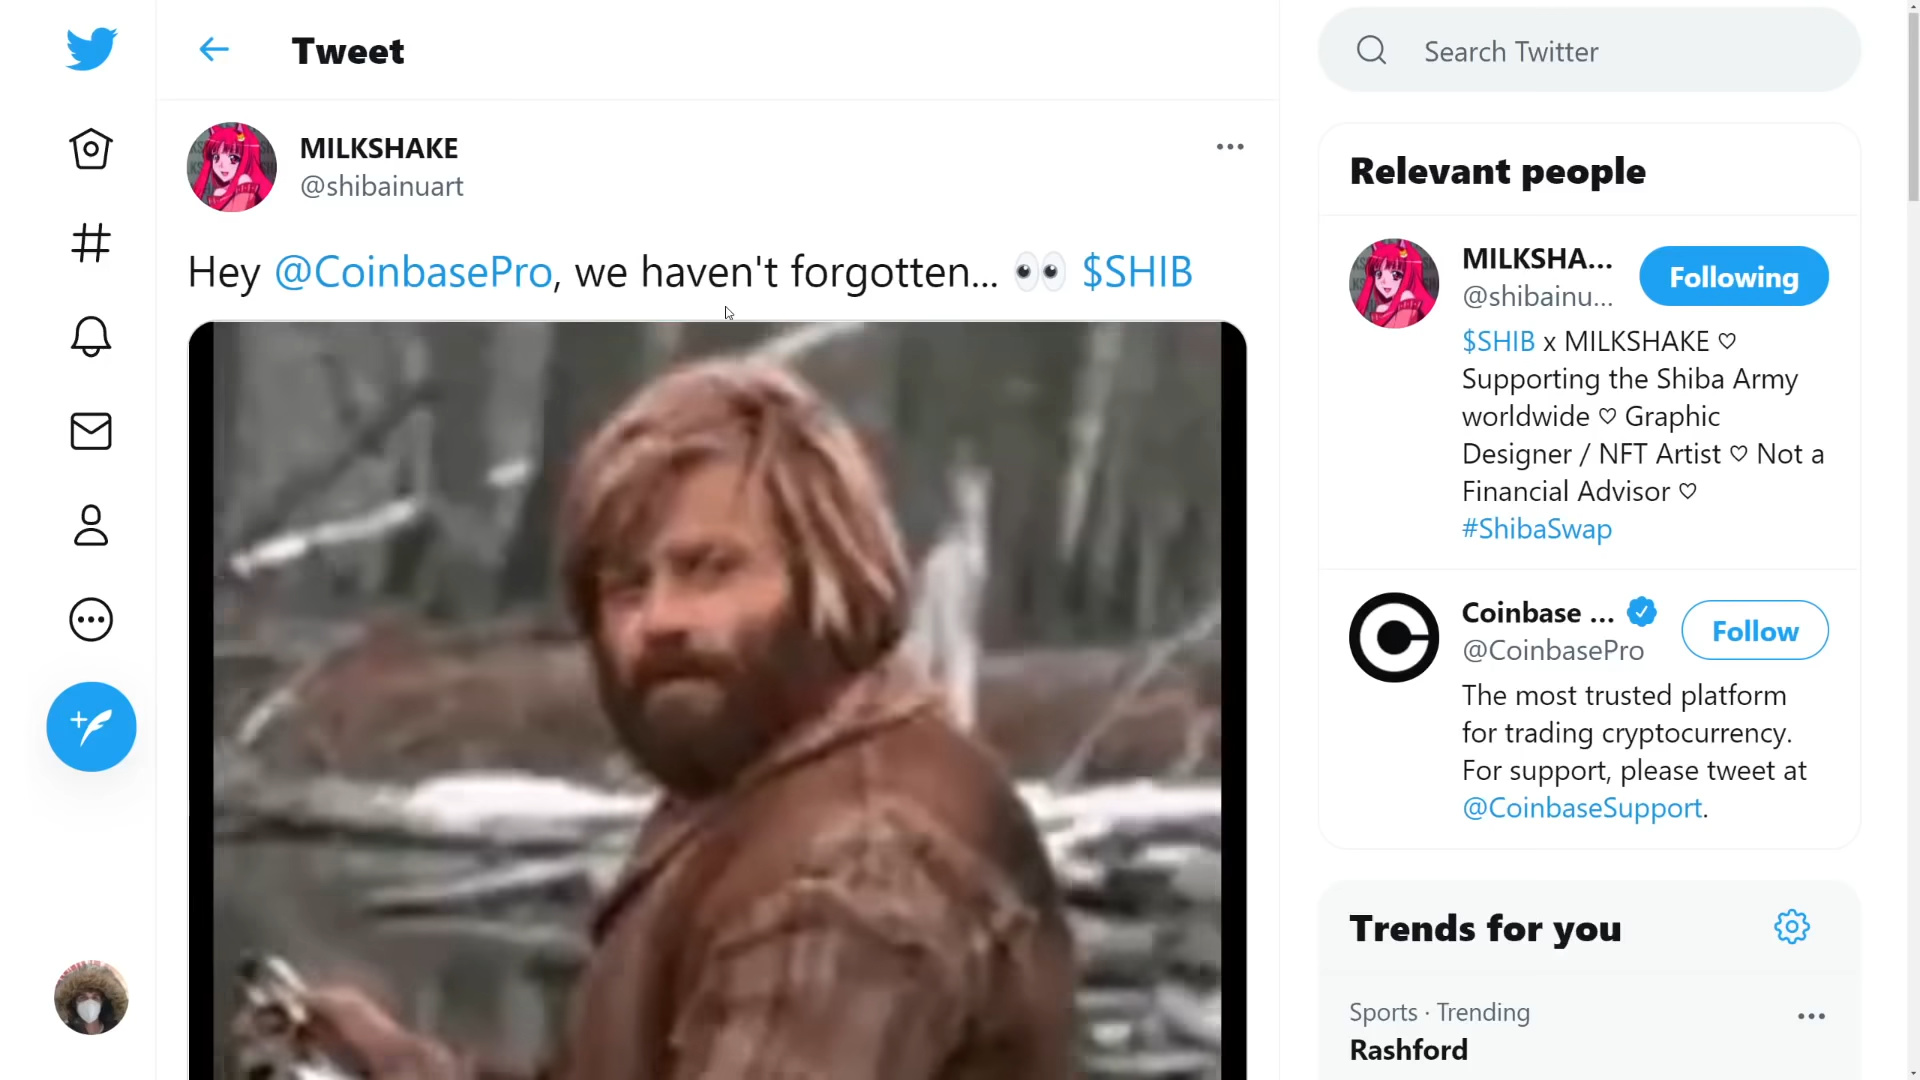 Tweet
MILKSHAKE
@shibainuart
Hey @CoinbasePro, we haven't forgotten... 👀 $SHIB
Search Twitter
Relevant people
MILKSHA...
@shibainu...
Following
$SHIB x MILKSHAKE ♡
Supporting the Shiba Army
worldwide ♡ Graphic
Designer / NFT Artist ♡ Not a
Financial Advisor ♡
#ShibaSwap
Coinbase ...
@CoinbasePro
Follow
The most trusted platform
for trading cryptocurrency.
For support, please tweet at
@CoinbaseSupport.
Trends for you
Sports · Trending
Rashford